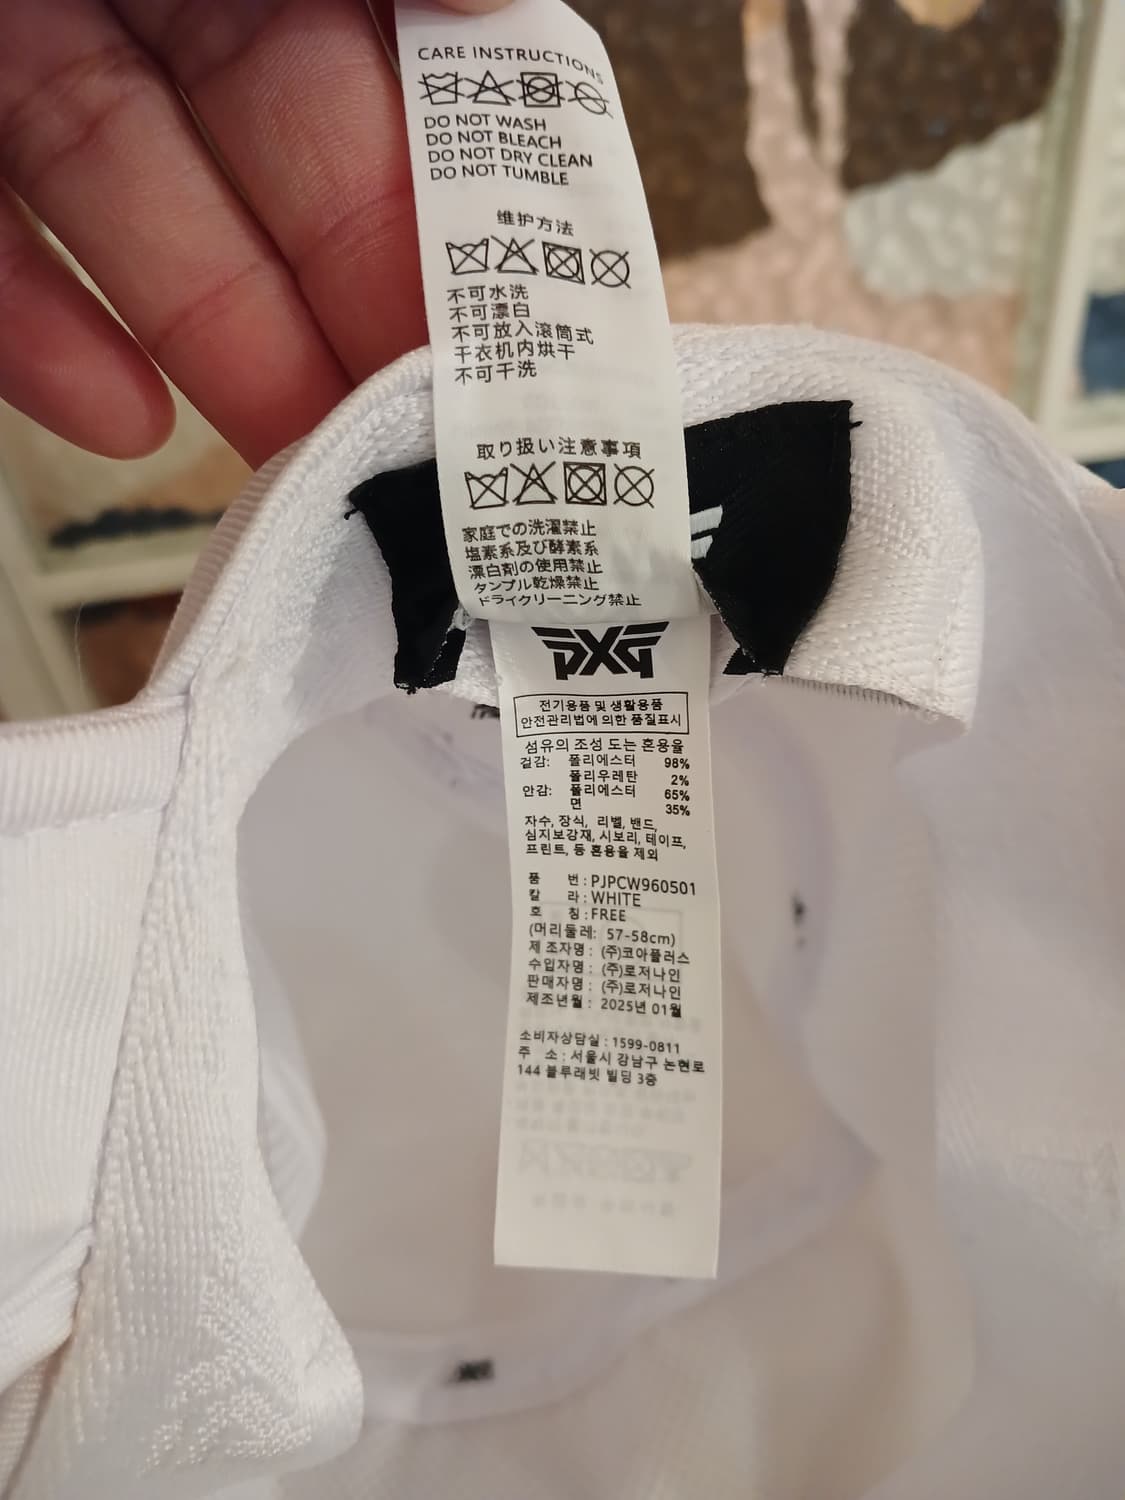 CARE INSTRUCTIONS
DO NOT WASH
DO NOT BLEACH
DO NOT DRY CLEAN
DO NOT TUMBLE
维护方法
不可水洗
不可漂白
不可放入滚筒式
干衣机内烘干
不可干洗
取り扱い注意事項
家庭での洗濯禁止
塩素系及び酵素系
漂白剤の使用禁止
タンブル乾燥禁止
ドライクリーニング禁止
PXG
전기용품 및 생활용품
안전관리법에 의한 품질표시
섬유의 조성 도는 혼용율
겉감: 폴리에스터 98%
폴리우레탄 2%
안감: 폴리에스터 65%
면 35%
자수, 장식, 리벨, 밴드,
심지보강재, 시보리, 테이프,
프린트, 등 혼용율 제외
품 번 : PJPCW960501
칼 라 : WHITE
호 칭 : FREE
(머리둘레: 57-58cm)
제 조자명 : (주)코아플러스
수입자명 : (주)로저나인
판매자명 : (주)로저나인
제조년월 : 2025년 01월
소비자상담실 : 1599-0811
주 소 : 서울시 강남구 논현로
144 블루래빗 빌딩 3층